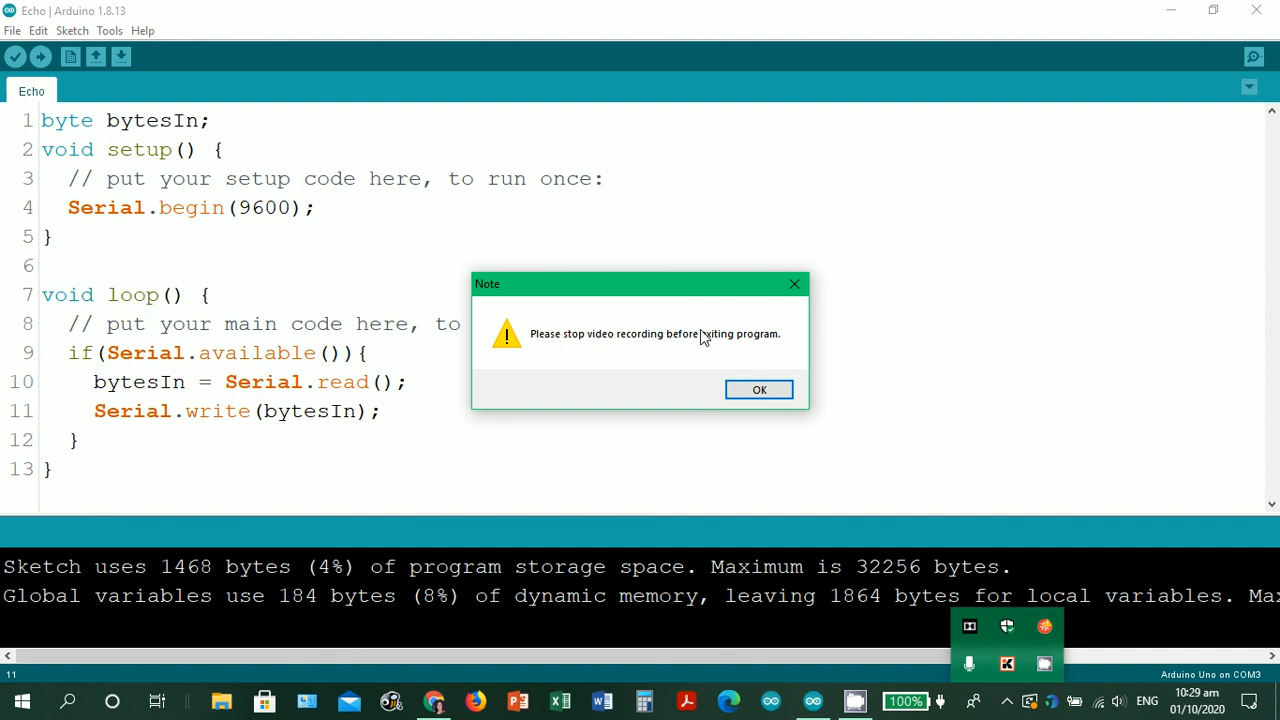 Echo | Arduino 1.8.13
File Edit Sketch Tools Help
Echo
1 byte bytesIn;
2 void setup() {
3 // put your setup code here, to run once:
4 Serial.begin(9600);
5 }
6
7 void loop() {
8 // put your main code here, to
9 if(Serial.available()){
10 bytesIn = Serial.read();
11 Serial.write(bytesIn);
12 }
13 }
Note
Please stop video recording before exiting program.
OK
Sketch uses 1468 bytes (4%) of program storage space. Maximum is 32256 bytes.
Global variables use 184 bytes (8%) of dynamic memory, leaving 1864 bytes for local variables. Max
11
Arduino Uno on COM3
100%
ENG
10:29 am
01/10/2020